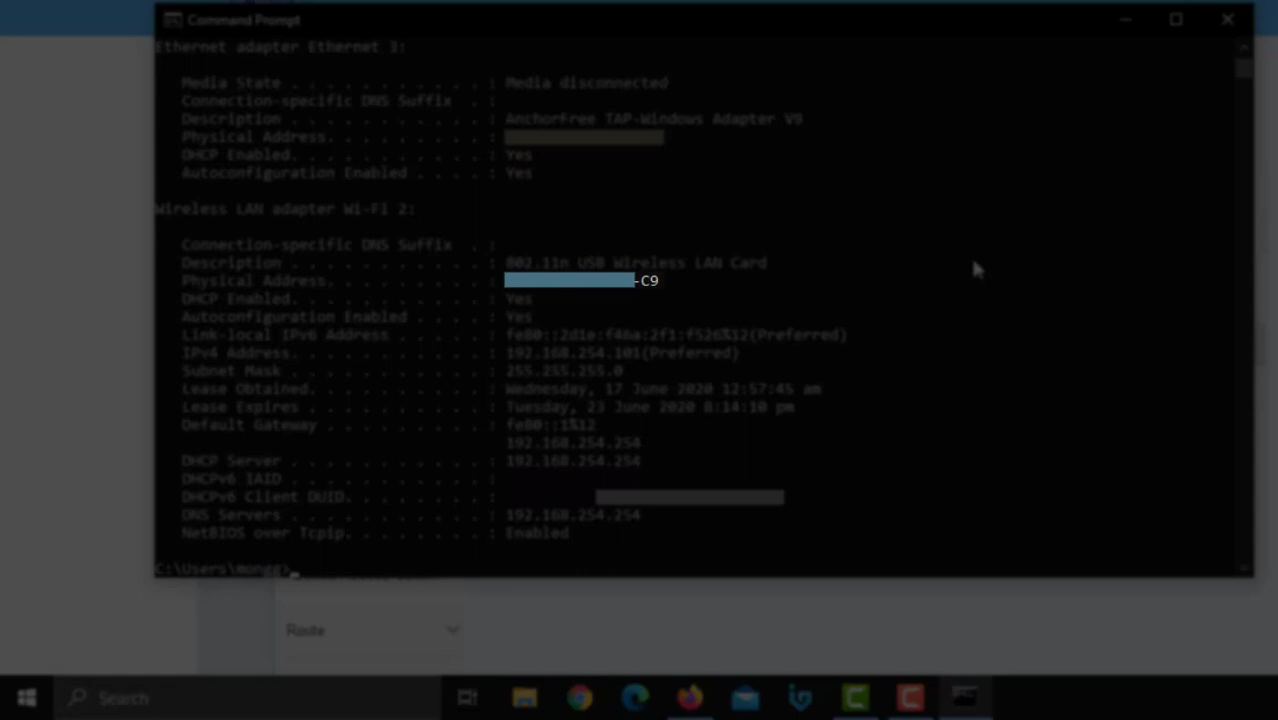 Command Prompt
Ethernet adapter Ethernet 3:
Media State . . . . . . . . . . . : Media disconnected
Connection-specific DNS Suffix  . :
Description . . . . . . . . . . . : AnchorFree TAP-Windows Adapter V9
Physical Address. . . . . . . . . :
DHCP Enabled. . . . . . . . . . . : Yes
Autoconfiguration Enabled . . . . : Yes
Wireless LAN adapter Wi-Fi 2:
Connection-specific DNS Suffix  . :
Description . . . . . . . . . . . : 802.11n USB Wireless LAN Card
Physical Address. . . . . . . . . : -C9
DHCP Enabled. . . . . . . . . . . : Yes
Autoconfiguration Enabled . . . . : Yes
Link-local IPv6 Address . . . . . : fe80::2d1e:f46a:2f1:f526%12(Preferred)
IPv4 Address. . . . . . . . . . . : 192.168.254.101(Preferred)
Subnet Mask . . . . . . . . . . . : 255.255.255.0
Lease Obtained. . . . . . . . . . : Wednesday, 17 June 2020 12:57:45 am
Lease Expires . . . . . . . . . . : Tuesday, 23 June 2020 8:14:10 pm
Default Gateway . . . . . . . . . : fe80::1%12
192.168.254.254
DHCP Server . . . . . . . . . . . : 192.168.254.254
DHCPv6 IAID . . . . . . . . . . . :
DHCPv6 Client DUID. . . . . . . . :
DNS Servers . . . . . . . . . . . : 192.168.254.254
NetBIOS over Tcpip. . . . . . . . : Enabled
C:\Users\mongg>
Route
Search